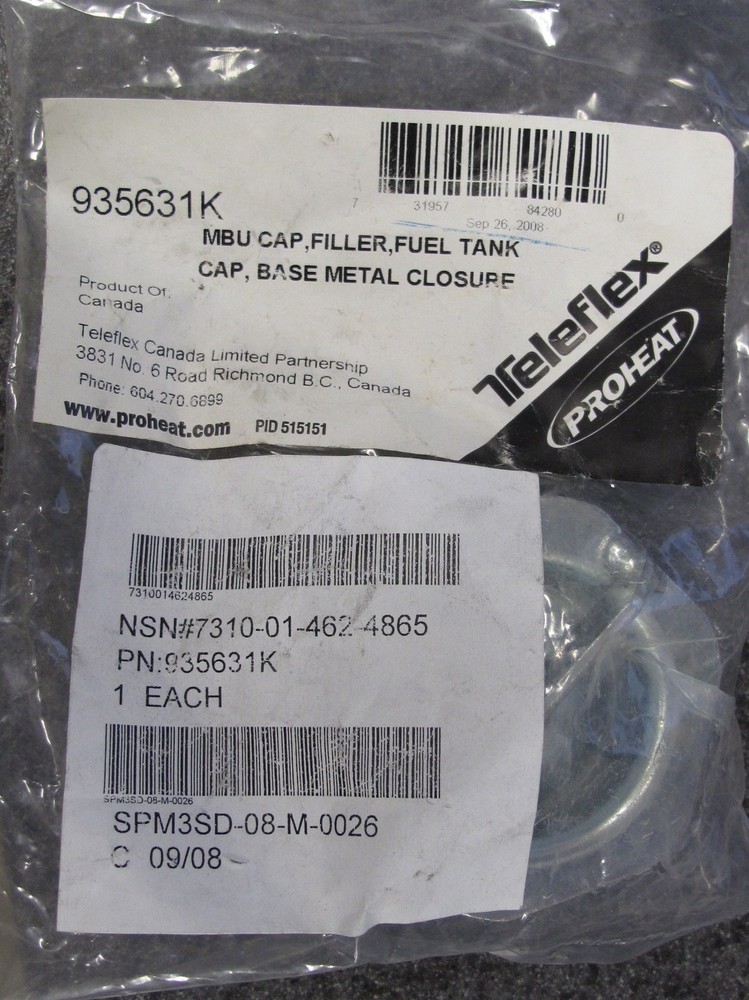 935631K
7 31957 84280 0
Sep 26, 2008
MBU CAP,FILLER,FUEL TANK
CAP, BASE METAL CLOSURE
Product Of:
Canada
Teleflex Canada Limited Partnership
3831 No. 6 Road Richmond B.C., Canada
Phone: 604.270.6899
www.proheat.com PID 515151
Teleflex®
PROHEAT
7310014624865
NSN#7310-01-462-4865
PN:935631K
1 EACH
SPM3SD-08-M-0026
SPM3SD-08-M-0026
C 09/08